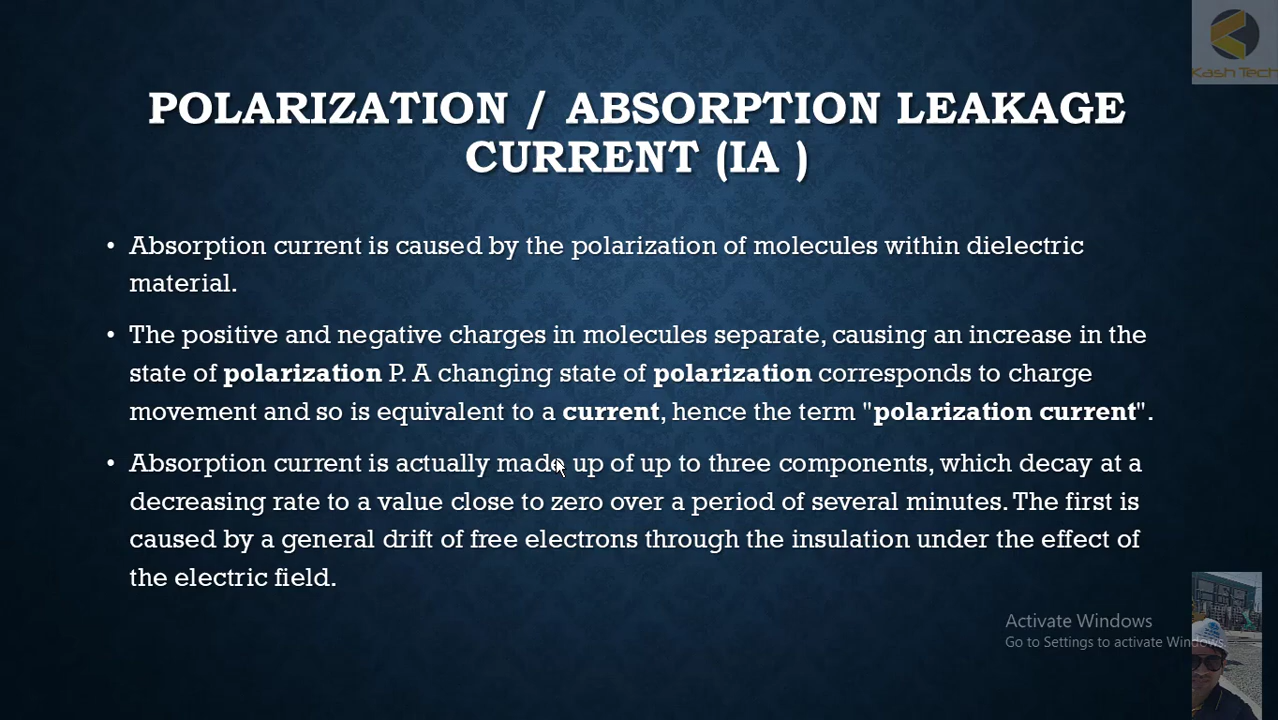 Kash Tech
POLARIZATION / ABSORPTION LEAKAGE
CURRENT (IA )
• Absorption current is caused by the polarization of molecules within dielectric
material.
• The positive and negative charges in molecules separate, causing an increase in the
state of polarization P. A changing state of polarization corresponds to charge
movement and so is equivalent to a current, hence the term "polarization current".
• Absorption current is actually made up of up to three components, which decay at a
decreasing rate to a value close to zero over a period of several minutes. The first is
caused by a general drift of free electrons through the insulation under the effect of
the electric field.
Activate Windows
Go to Settings to activate Windows.